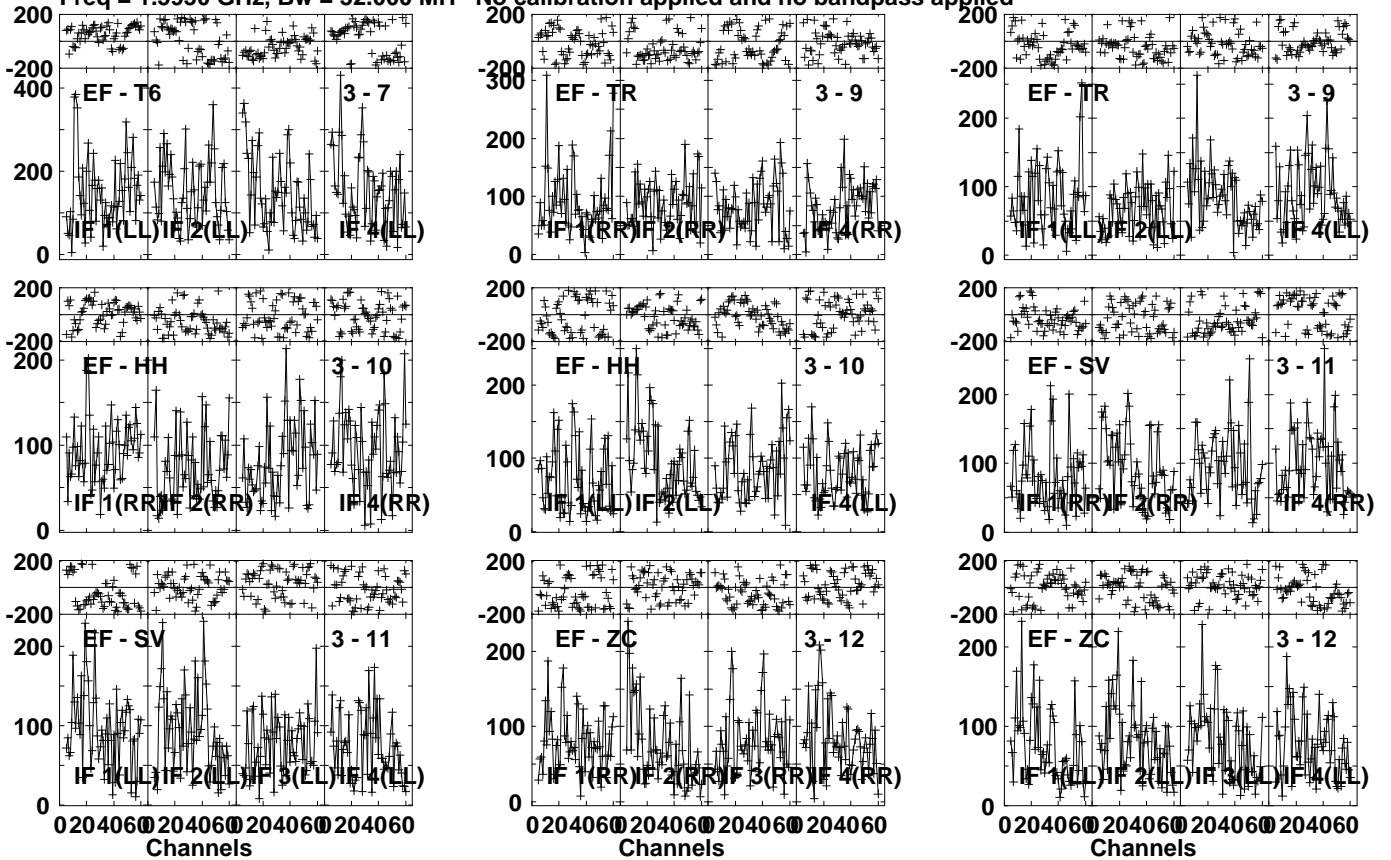 200 200 200
-200 -200 -200
400 300
EF - T6 3 - 7 EF - TR 3 - 9 EF - TR 3 - 9
200 200 200
100 100
IF 1(LL) IF 2(LL) IF 4(LL) IF 1(RR) IF 2(RR) IF 4(RR) IF 1(LL) IF 2(LL) IF 4(LL)
0 0 0
200 200 200
-200 -200 -200
200 EF - HH 3 - 10 200 EF - HH 3 - 10 200 EF - SV 3 - 11
100 100 100
IF 1(RR) IF 2(RR) IF 4(RR) IF 1(LL) IF 2(LL) IF 4(LL) IF 1(RR) IF 2(RR) IF 4(RR)
0 0 0
200 200 200
-200 -200 -200
200 EF - SV 3 - 11 200 EF - ZC 3 - 12 200 EF - ZC 3 - 12
100 100 100
IF 1(LL) IF 2(LL) IF 3(LL) IF 4(LL) IF 1(RR) IF 2(RR) IF 3(RR) IF 4(RR) IF 1(LL) IF 2(LL) IF 3(LL) IF 4(LL)
0 0 0
0 20 40 60 0 20 40 60 0 20 40 60 0 20 40 60 0 20 40 60 0 20 40 60 0 20 40 60 0 20 40 60 0 20 40 60 0 20 40 60 0 20 40 60 0 20 40 60
Channels Channels Channels